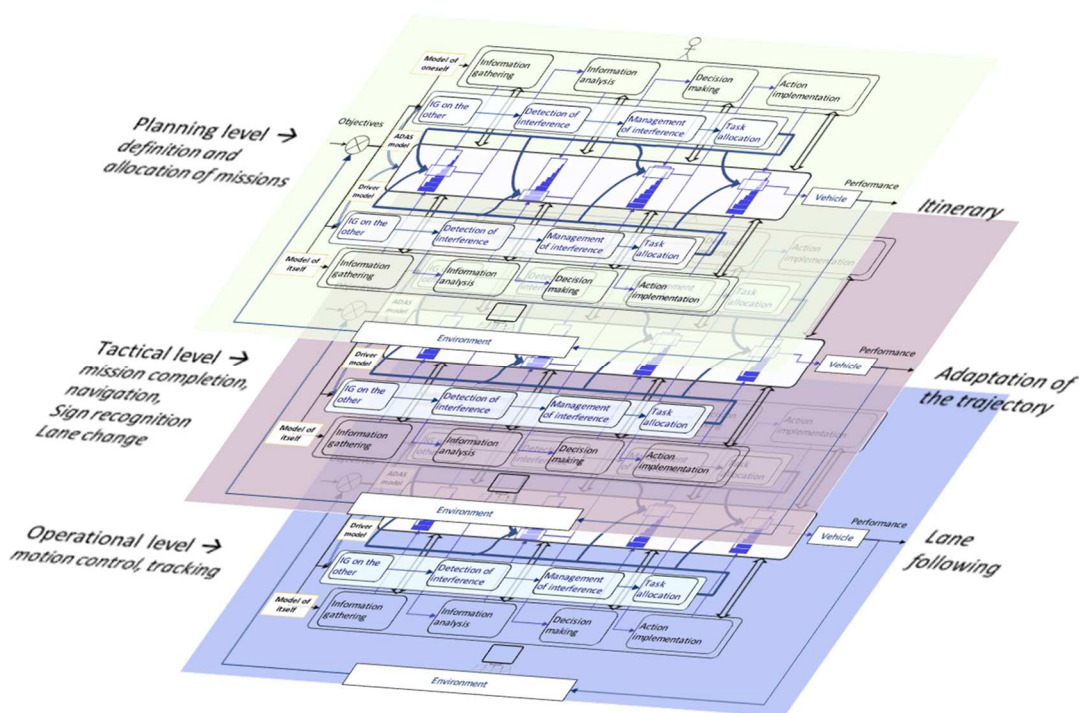 Model of
oneself
Information
gathering
Information
analysis
Decision
making
Action
implementation
IG on the
other
Detection of
interference
Management
of interference
Task
allocation
Planning level →
definition and
allocation of missions
Objectives
ADAS
model
Driver
model
Performance
Vehicle
Itinerary
IG on the
other
Detection of
interference
Management
of interference
Task
allocation
Model of
itself
Information
gathering
Information
analysis
Decision
making
Action
implementation
Environment
Tactical level →
mission completion,
navigation,
Sign recognition
Lane change
Driver
model
Performance
Vehicle
Adaptation of
the trajectory
IG on the
other
Detection of
interference
Management
of interference
Task
allocation
Model of
itself
Information
gathering
Information
analysis
Decision
making
Action
implementation
Environment
Operational level →
motion control, tracking
Driver
model
Performance
Vehicle
Lane
following
IG on the
other
Detection of
interference
Management
of interference
Task
allocation
Model of
itself
Information
gathering
Information
analysis
Decision
making
Action
implementation
Environment